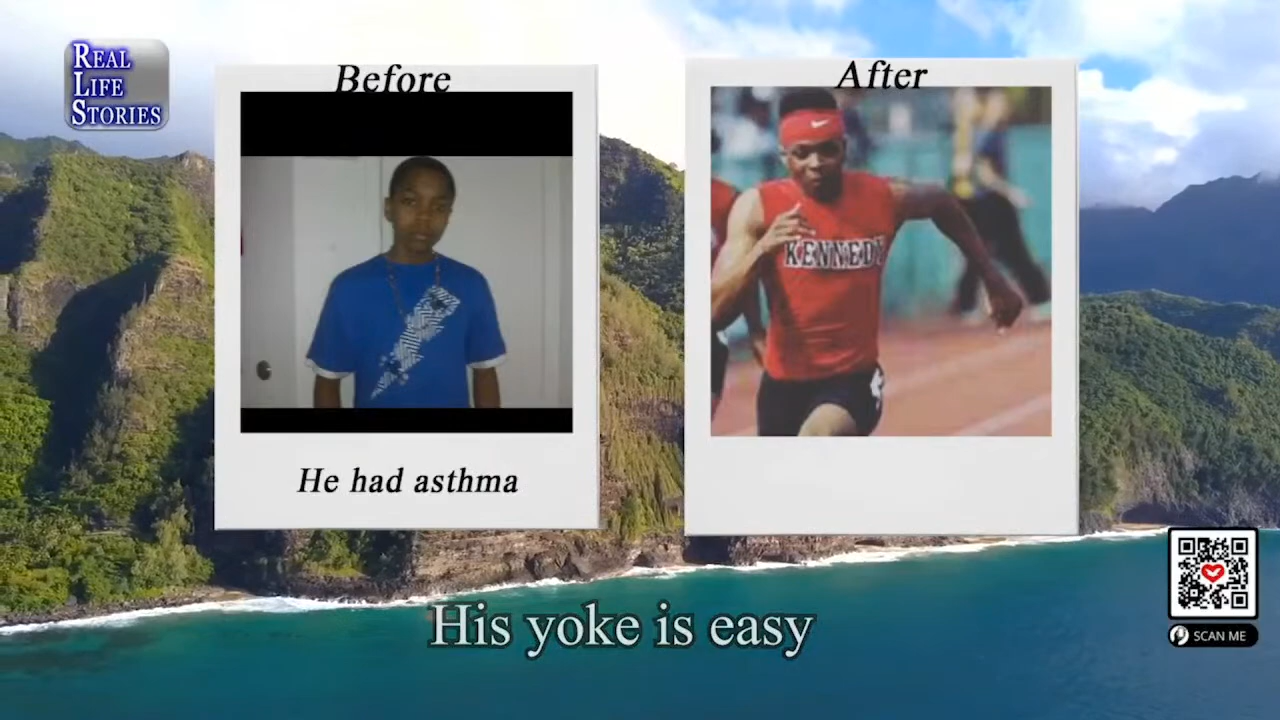 REAL
LIFE
STORIES
Before
After
KENNEDY
He had asthma
His yoke is easy
SCAN ME